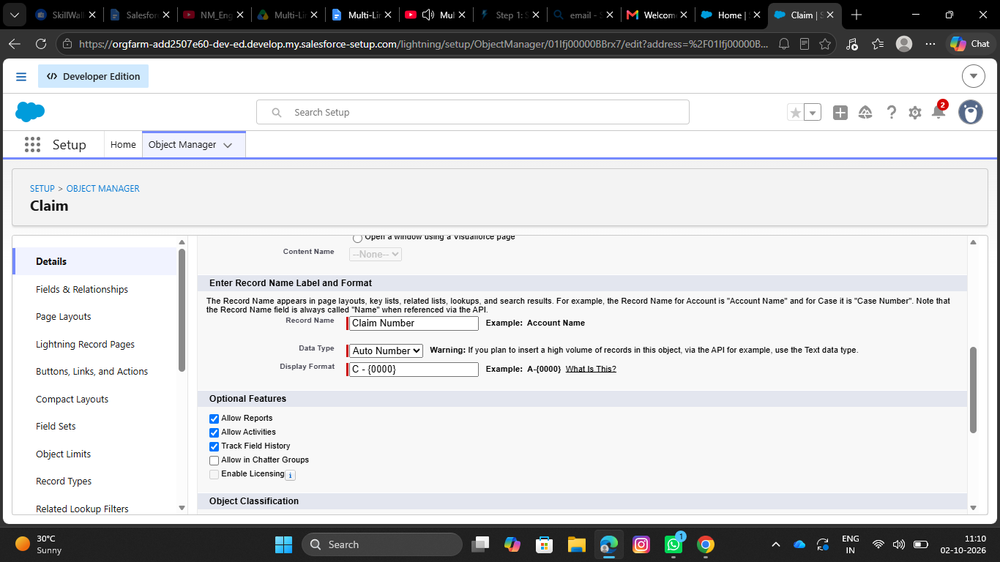 SkillWal
Salesfor
NM_Eng
Multi-Li
Multi-Lir
Mul
Step 1: S
email - S
Welcom
Home | S
Claim | S
https://orgfarm-add2507e60-dev-ed.develop.my.salesforce-setup.com/lightning/setup/ObjectManager/01Ifj00000BBrx7/edit?address=%2F01Ifj00000B...
Chat
Developer Edition
Search Setup
2
Setup
Home
Object Manager
SETUP > OBJECT MANAGER
Claim
Details
Fields & Relationships
Page Layouts
Lightning Record Pages
Buttons, Links, and Actions
Compact Layouts
Field Sets
Object Limits
Record Types
Related Lookup Filters
Open a window using a Visualforce page
Content Name --None--
Enter Record Name Label and Format
The Record Name appears in page layouts, key lists, related lists, lookups, and search results. For example, the Record Name for Account is "Account Name" and for Case it is "Case Number". Note that
the Record Name field is always called "Name" when referenced via the API.
Record Name Claim Number Example: Account Name
Data Type Auto Number Warning: If you plan to insert a high volume of records in this object, via the API for example, use the Text data type.
Display Format C - {0000} Example: A-{0000} What Is This?
Optional Features
Allow Reports
Allow Activities
Track Field History
Allow in Chatter Groups
Enable Licensing i
Object Classification
30°C
Sunny
Search
1
ENG
IN
11:10
02-10-2026